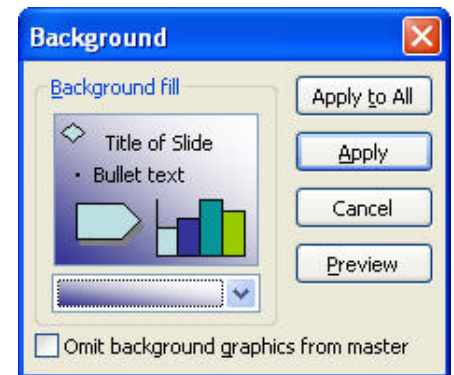 Background
Background fill
Title of Slide
• Bullet text
Apply to All
Apply
Cancel
Preview
Omit background graphics from master